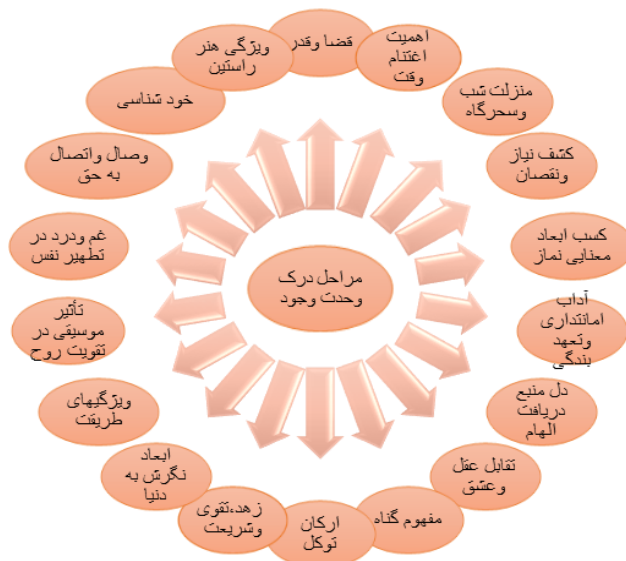 مراحل درک
وحدت وجود
قضا وقدر
اهمیت
اغتنام
وقت
منزلت شب
وسحرگاه
کشف نیاز
ونقصان
کسب ابعاد
معنایی نماز
آداب
امانتداری
وتعهد
بندگی
دل منبع
دریافت
الهام
تقابل عقل
وعشق
مفهوم گناه
ارکان
توکل
زهد،تقوی
وشریعت
ابعاد
نگرش به
دنیا
ویژگیهای
طریقت
تأثیر
موسیقی در
تقویت روح
غم ودرد در
تطهیر نفس
وصال واتصال
به حق
خود شناسی
ویژگی هنر
راستین